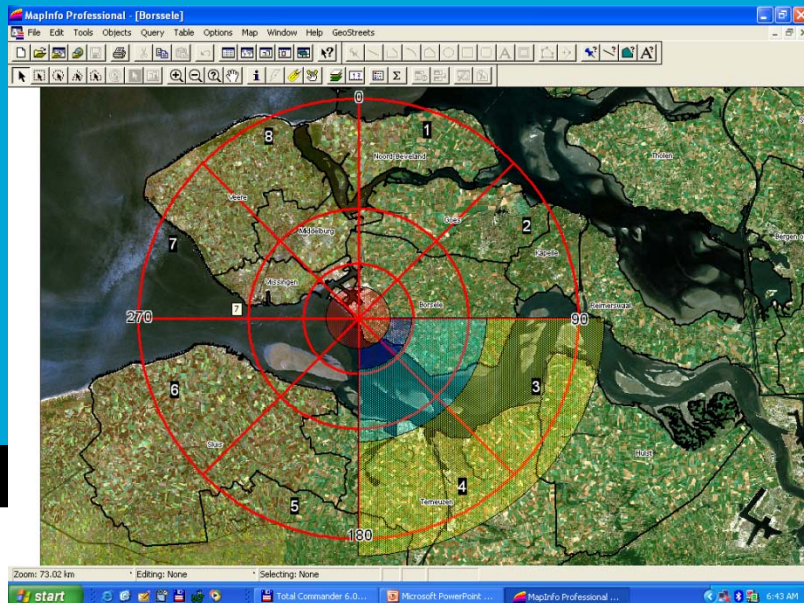 MapInfo Professional - [Borssele]
File Edit Tools Objects Query Table Options Map Window Help GeoStreets
0
8
1
Noord-Beveland
Tholen
Veere
Goes
2
Middelburg
7
Kapelle
Vlissingen
Borsele
Reimerswaal
7
270
90
6
3
Sluis
Hulst
4
5
Terneuzen
180
Zoom: 73.02 km Editing: None Selecting: None
start Total Commander 6.0... Microsoft PowerPoint ... MapInfo Professional ... 6:43 AM